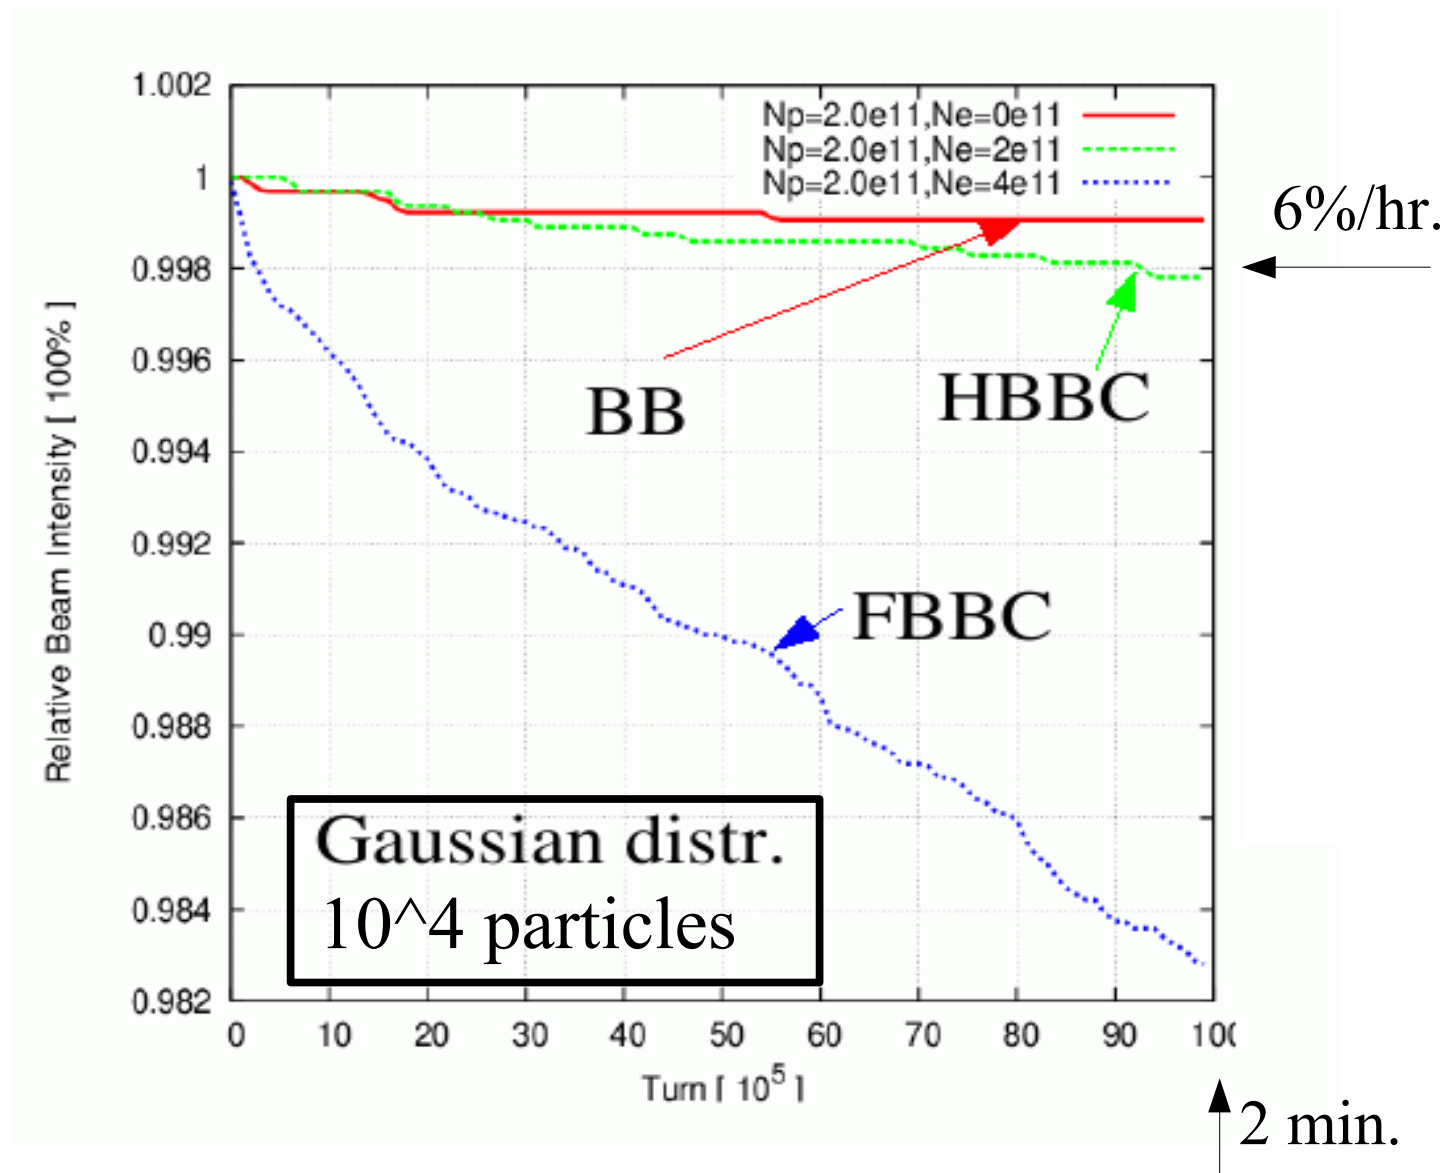 1.002
Np=2.0e11,Ne=0e11
Np=2.0e11,Ne=2e11
Np=2.0e11,Ne=4e11
1
6%/hr.
0.998
0.996
BB
HBBC
0.994
0.992
FBBC
0.99
0.988
0.986
Gaussian distr.
0.984
10^4 particles
0.982
Relative Beam Intensity [ 100% ]
0 10 20 30 40 50 60 70 80 90 100
Turn [ 10^5 ]
2 min.